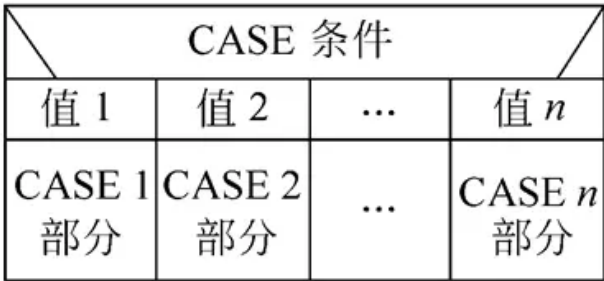 CASE 条件
值 1 值 2 ... 值 n
CASE 1 CASE 2 ... CASE n
部分 部分 部分